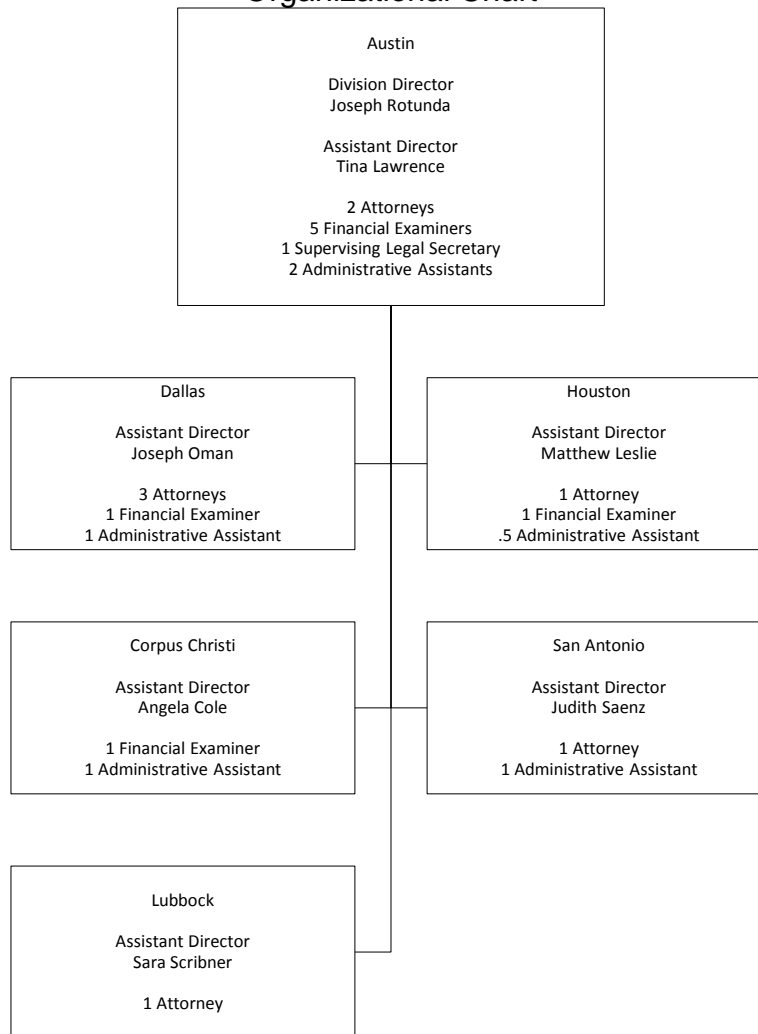 Organizational Chart
Austin
Division Director
Joseph Rotunda
Assistant Director
Tina Lawrence
2 Attorneys
5 Financial Examiners
1 Supervising Legal Secretary
2 Administrative Assistants
Dallas
Assistant Director
Joseph Oman
3 Attorneys
1 Financial Examiner
1 Administrative Assistant
Houston
Assistant Director
Matthew Leslie
1 Attorney
1 Financial Examiner
.5 Administrative Assistant
Corpus Christi
Assistant Director
Angela Cole
1 Financial Examiner
1 Administrative Assistant
San Antonio
Assistant Director
Judith Saenz
1 Attorney
1 Administrative Assistant
Lubbock
Assistant Director
Sara Scribner
1 Attorney